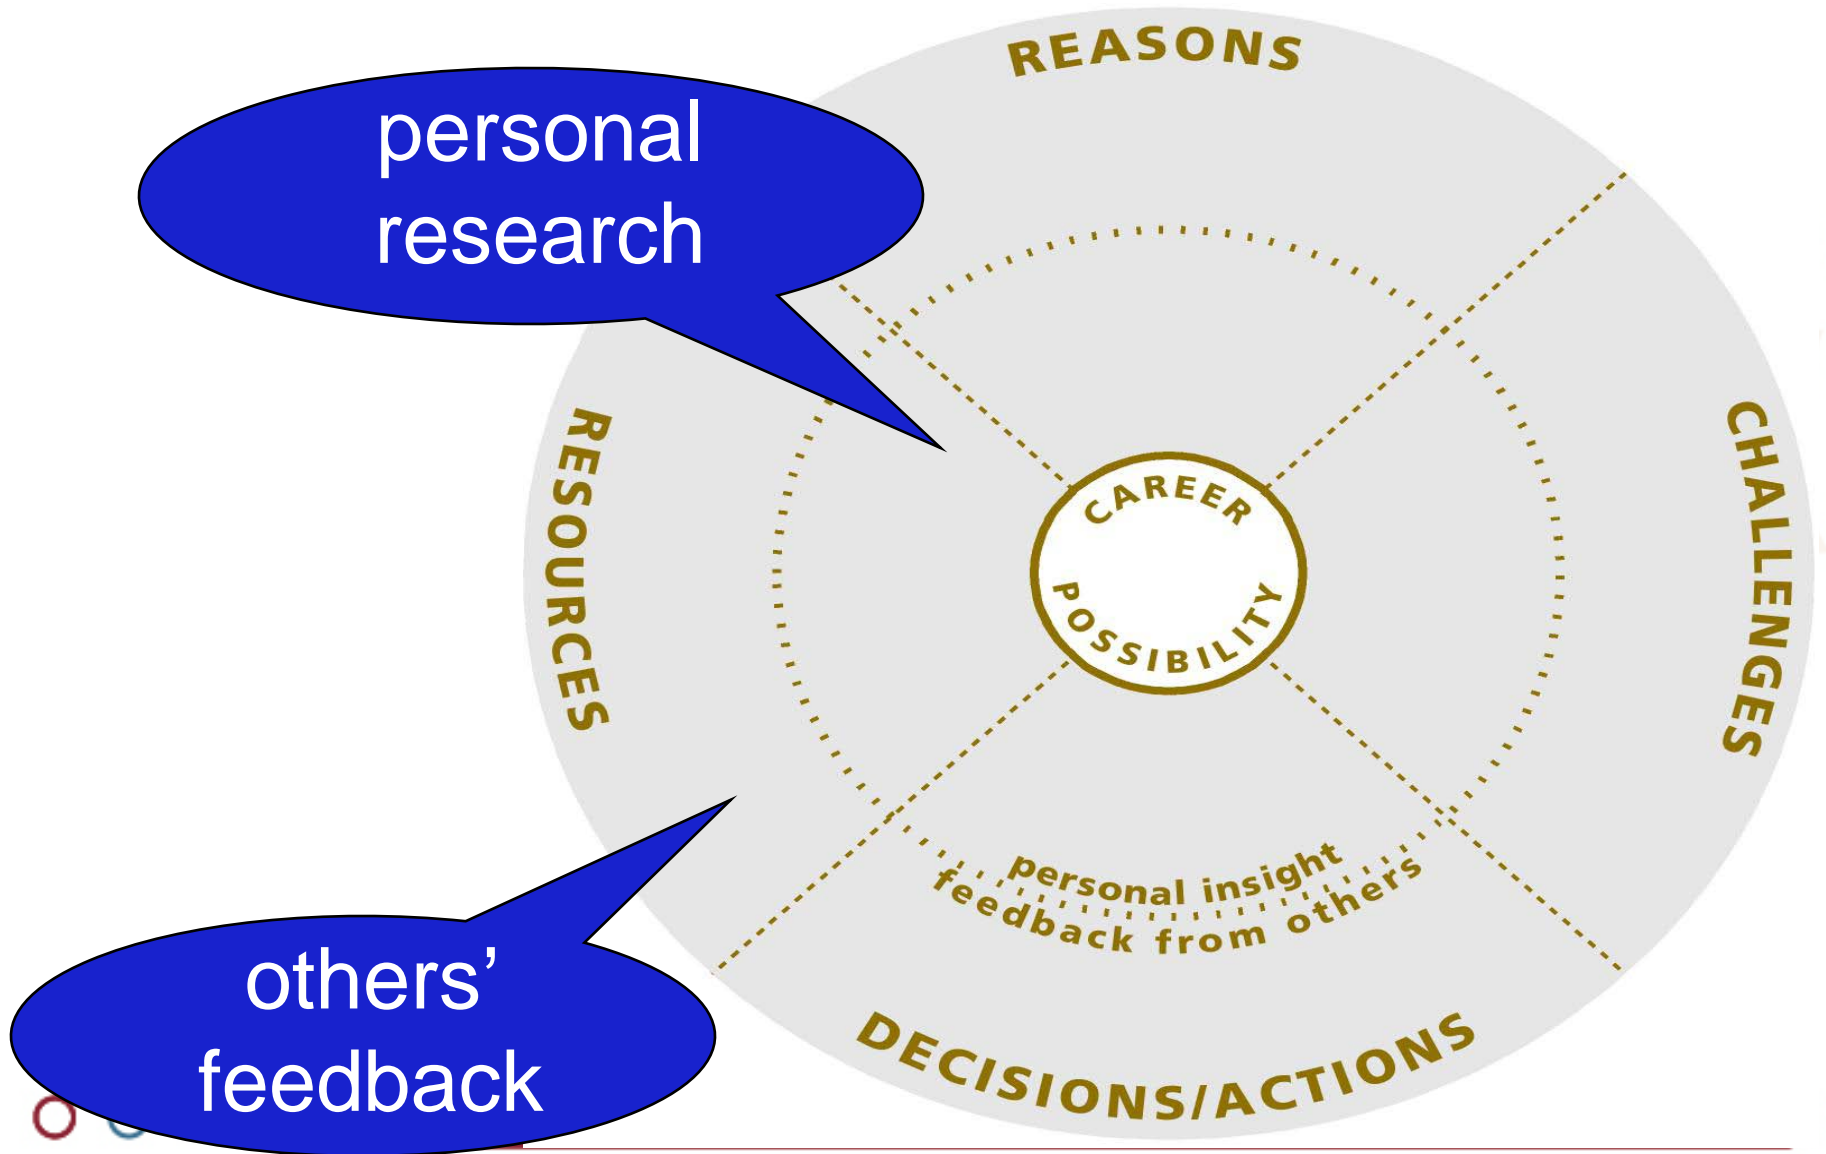 REASONS
personal
research
RESOURCES
CHALLENGES
CAREER
POSSIBILITY
personal insight
feedback from others
others’
feedback
DECISIONS/ACTIONS